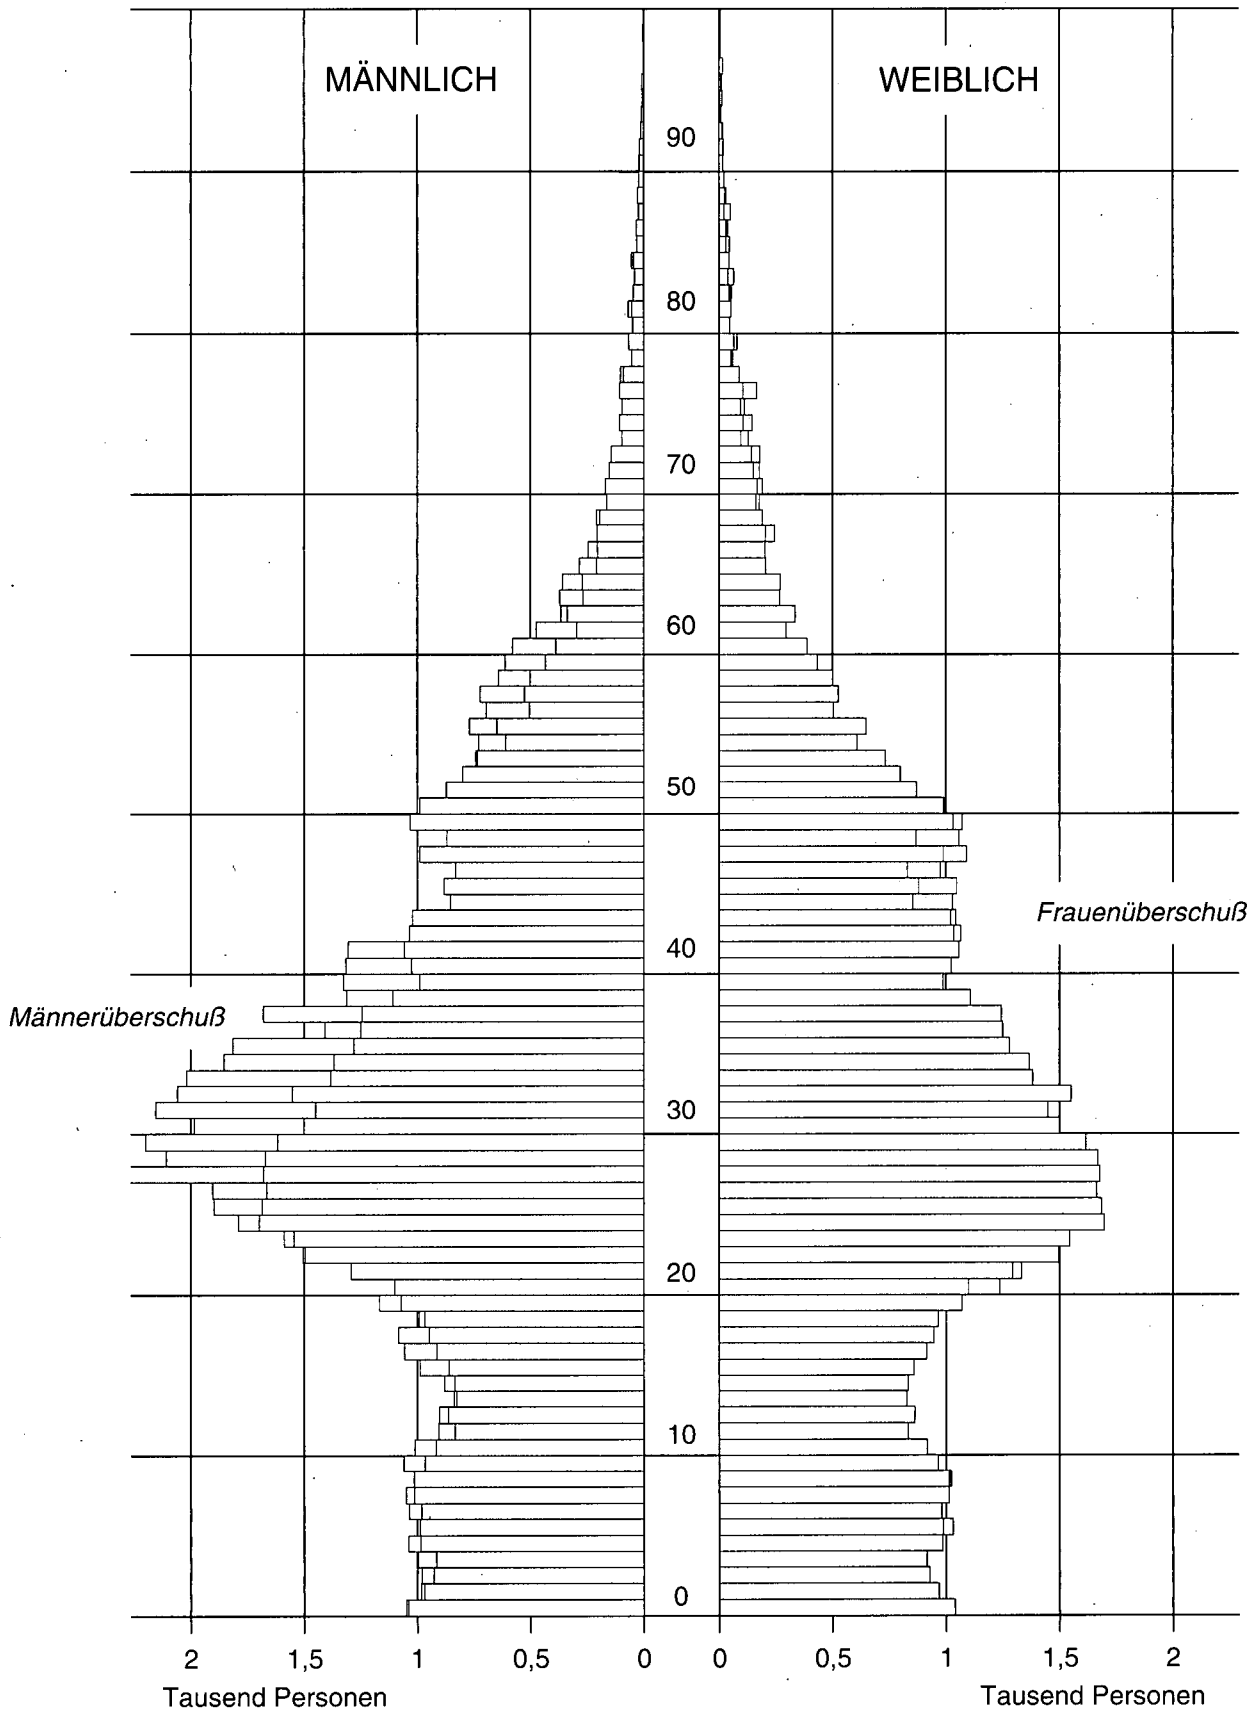 MÄNNLICH
WEIBLICH
90
80
70
60
50
Frauenüberschuß
40
Männerüberschuß
30
20
10
0
2 1,5 1 0,5 0 0 0,5 1 1,5 2
Tausend Personen Tausend Personen